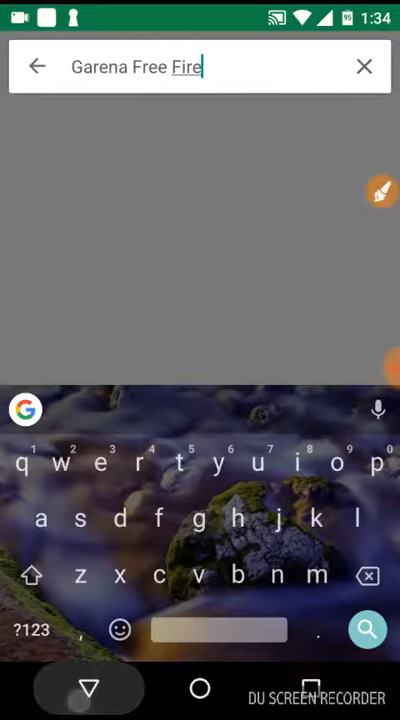 95 1:34
Garena Free Fire
G
1 2 3 4 5 6 7 8 9 0
q w e r t y u i o p
a s d f g h j k l
z x c v b n m
?123 , .
DU SCREEN RECORDER